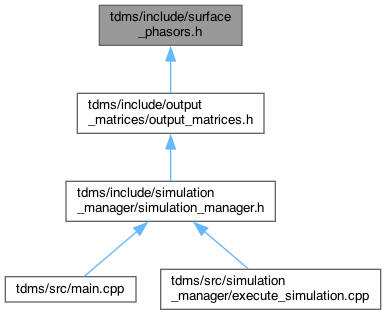 tdms/include/surface
_phasors.h
tdms/include/output
_matrices/output_matrices.h
tdms/include/simulation
_manager/simulation_manager.h
tdms/src/main.cpp
tdms/src/simulation
_manager/execute_simulation.cpp